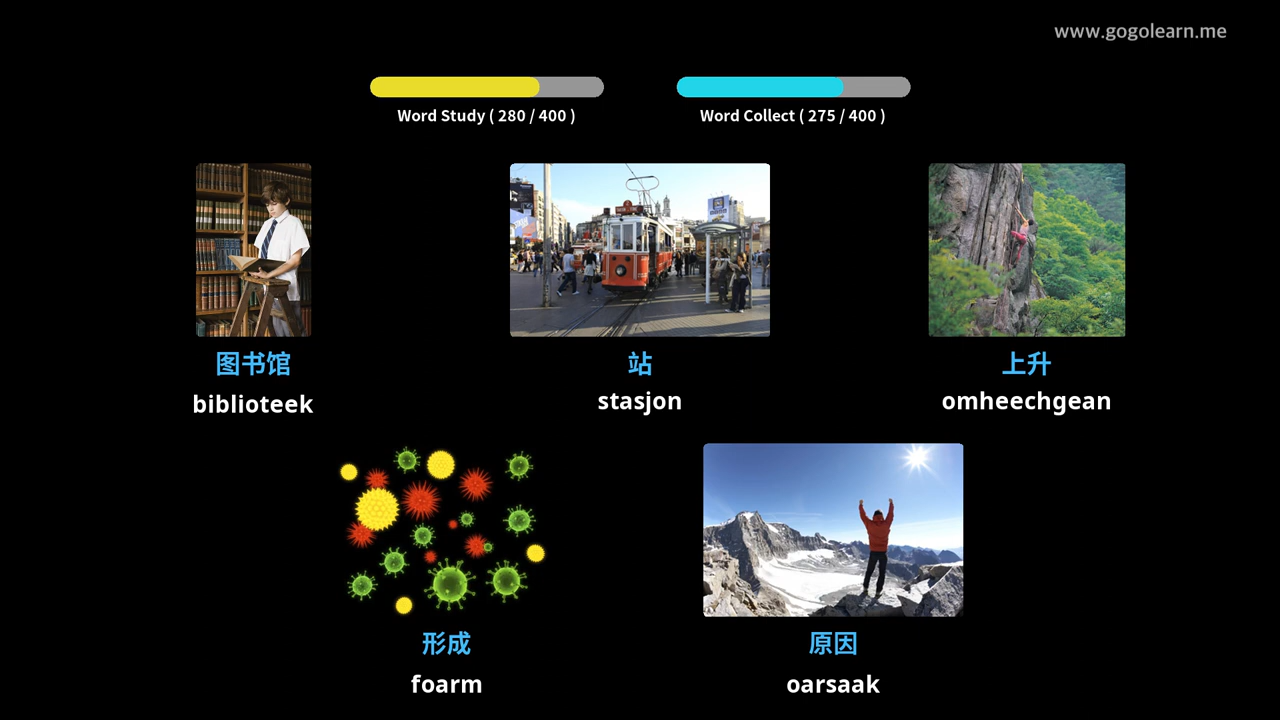 www.gogolearn.me
Word Study ( 280 / 400 )
Word Collect ( 275 / 400 )
图书馆
站
上升
biblioteek
stasjon
omheechgean
形成
原因
foarm
oarsaak